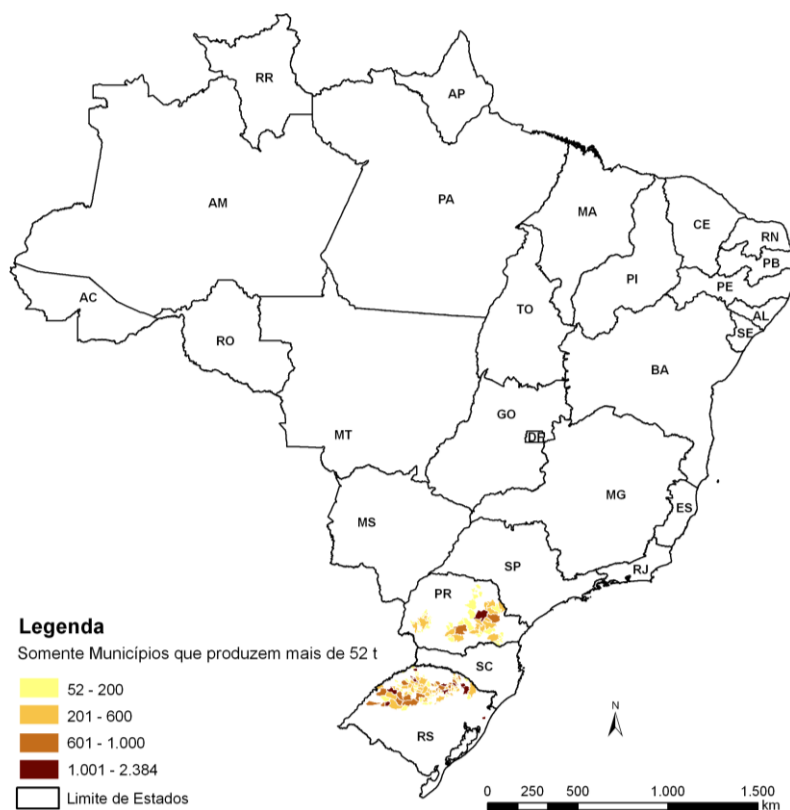 RR
AP
AM
PA
MA
CE
RN
PB
PI
PE
AC
TO
AL
SE
RO
BA
GO
DF
MT
MG
ES
MS
SP
RJ
PR
SC
RS
Legenda
Somente Municípios que produzem mais de 52 t
52 - 200
201 - 600
601 - 1.000
1.001 - 2.384
Limite de Estados
N
0 250 500 1.000 1.500
km